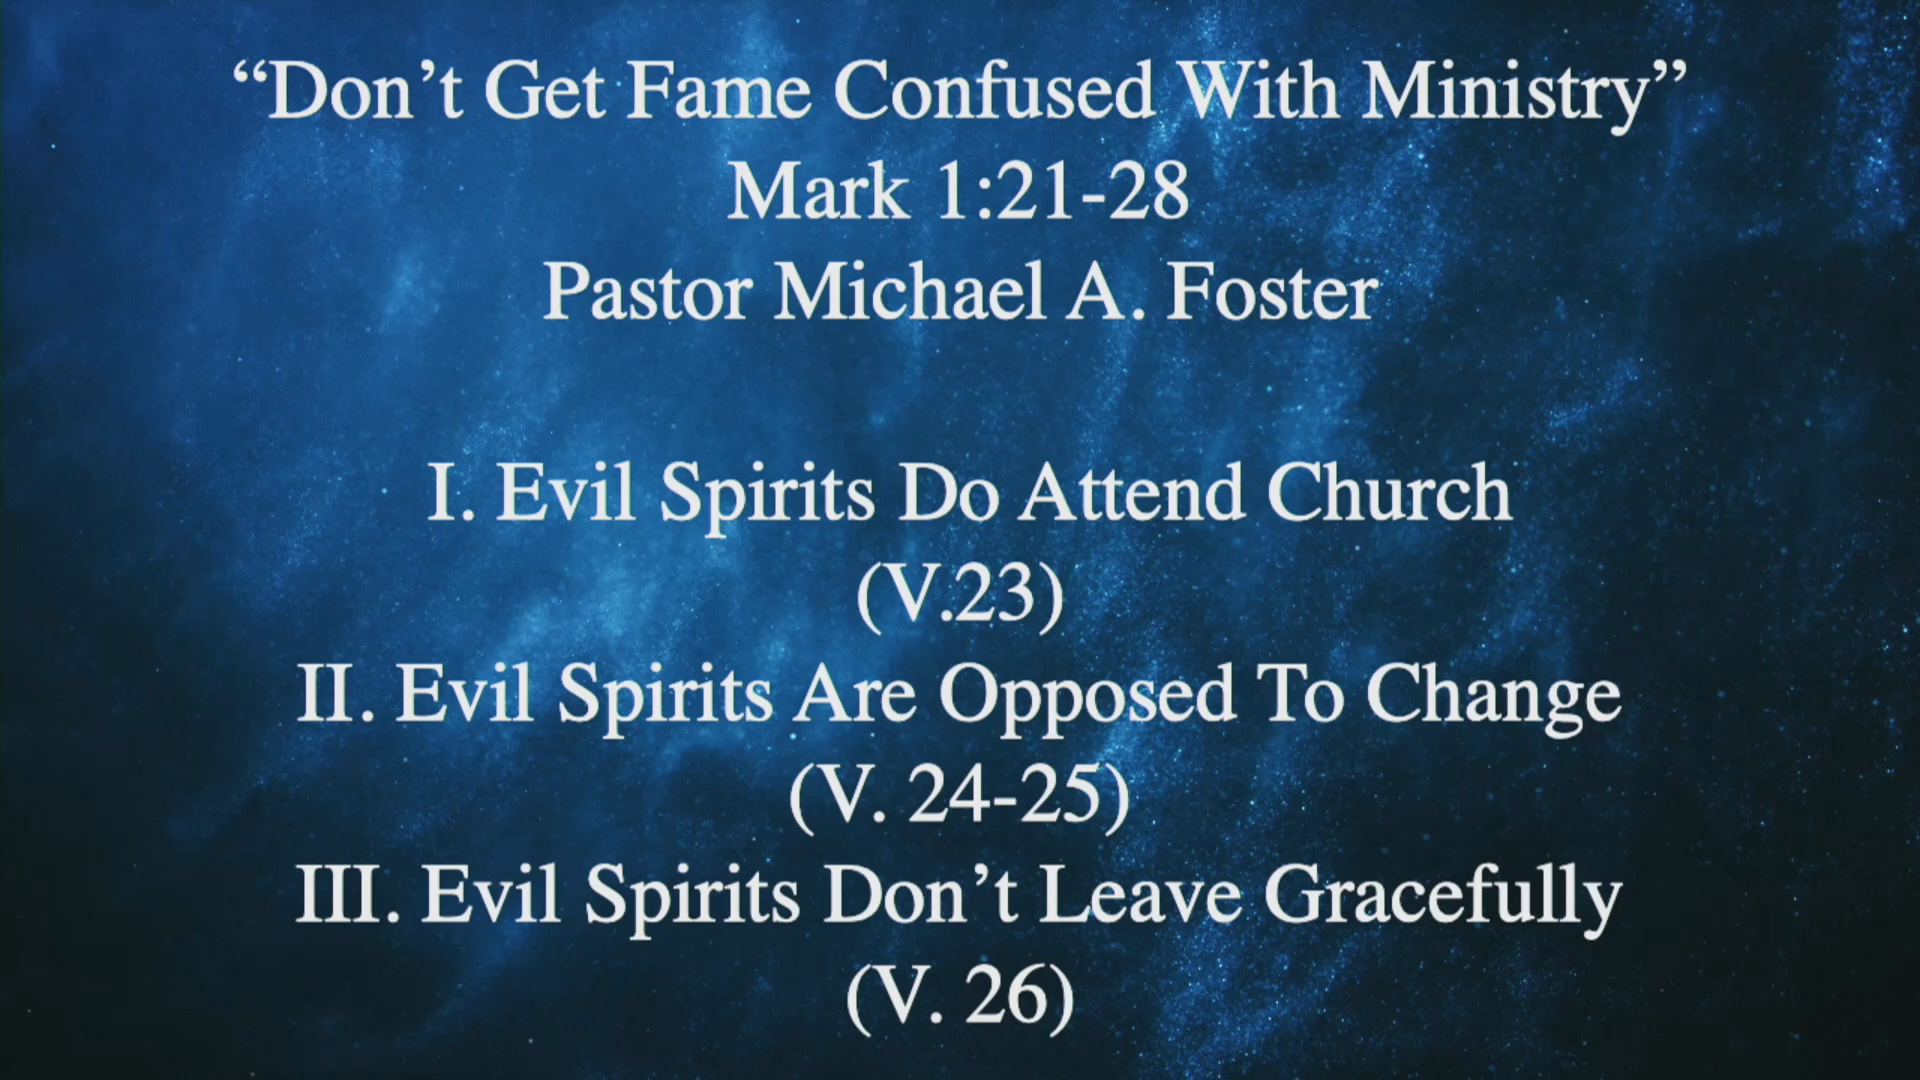 “Don’t Get Fame Confused With Ministry”
Mark 1:21-28
Pastor Michael A. Foster
I. Evil Spirits Do Attend Church
(V.23)
II. Evil Spirits Are Opposed To Change
(V. 24-25)
III. Evil Spirits Don’t Leave Gracefully
(V. 26)